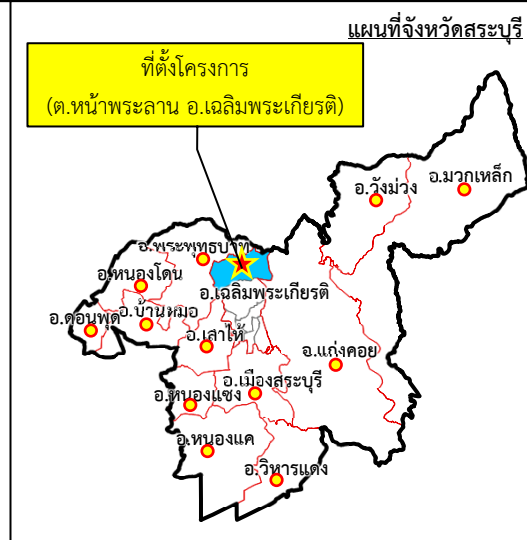 แผนที่จังหวัดสระบุรี
ที่ตั้งโครงการ
(ต.หน้าพระลาน อ.เฉลิมพระเกียรติ)
อ.มวกเหล็ก
อ.วังม่วง
อ.พระพุทธบาท
อ.หนองโดน
อ.เฉลิมพระเกียรติ
อ.ดอนพุด
อ.บ้านหมอ
อ.เสาไห้
อ.แก่งคอย
อ.เมืองสระบุรี
อ.หนองแซง
อ.หนองแค
อ.วิหารแดง